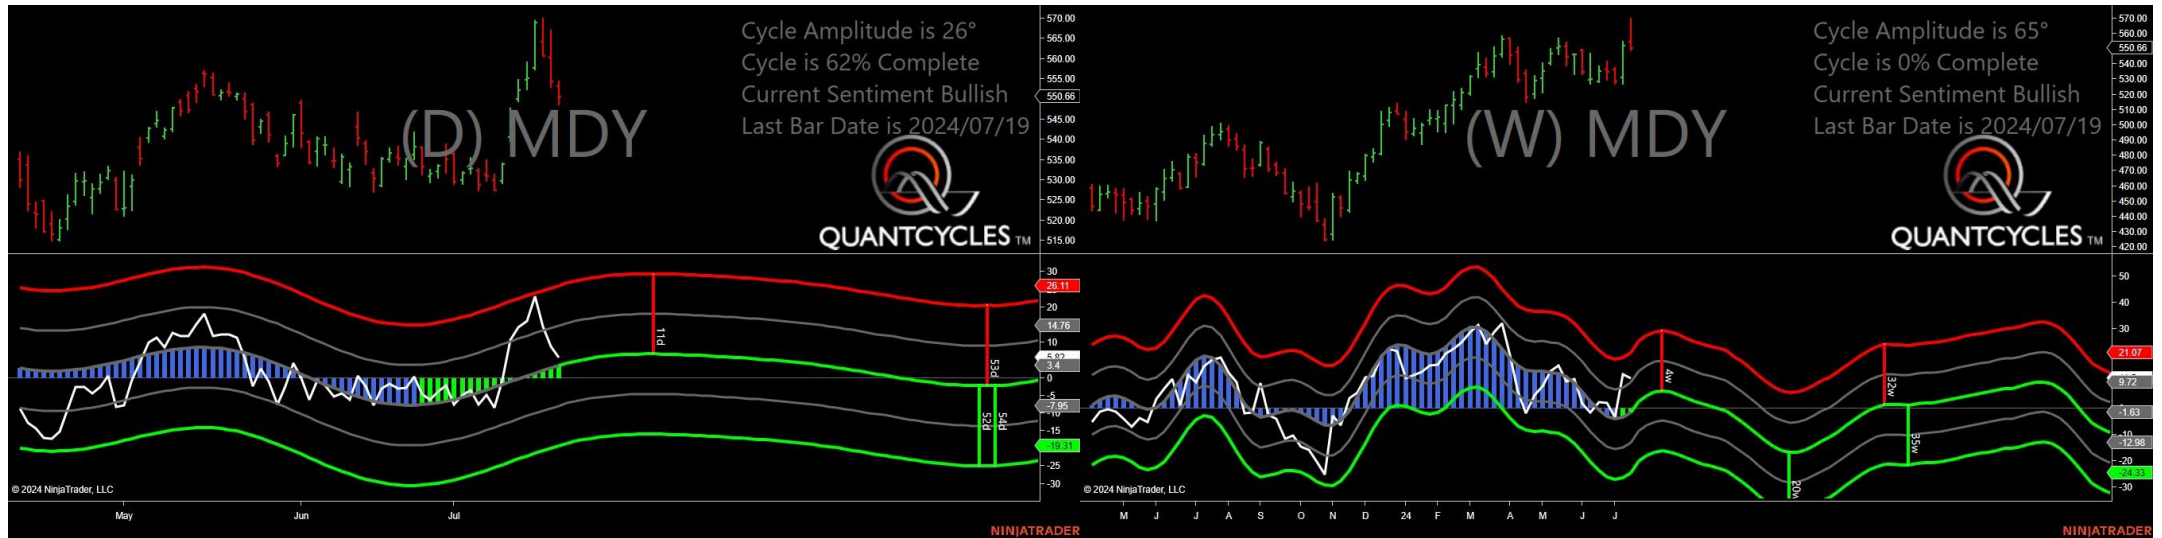 Cycle Amplitude is 26°
Cycle is 62% Complete
Current Sentiment Bullish
Last Bar Date is 2024/07/19
(D) MDY
QUANTCYCLES TM
570.00
565.00
560.00
555.00
550.66
545.00
540.00
535.00
530.00
525.00
520.00
515.00
30
26.11
20
14.76
10
5.82
3.4
0
-5
-7.95
-10
-15
-19.31
-25
-30
11d
53d
52d
54d
© 2024 NinjaTrader, LLC
May Jun Jul
NINJATRADER
Cycle Amplitude is 65°
Cycle is 0% Complete
Current Sentiment Bullish
Last Bar Date is 2024/07/19
(W) MDY
QUANTCYCLES TM
570.00
560.00
550.66
540.00
530.00
520.00
510.00
500.00
490.00
480.00
470.00
460.00
450.00
440.00
430.00
420.00
50
40
30
21.07
9.72
-1.63
-10
-12.98
-20
-24.33
-30
4w
32w
35w
20w
© 2024 NinjaTrader, LLC
M J J A S O N D 24 F M A M J J
NINJATRADER